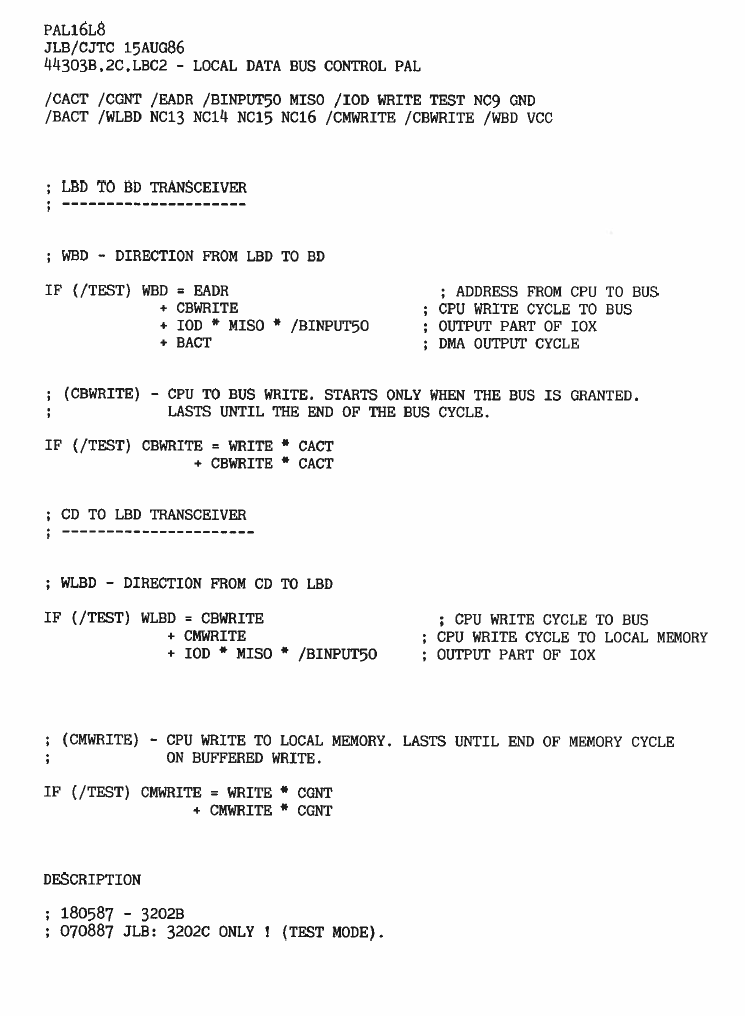 PAL16L8
JLB/CJTC 15AUG86
44303B,2C,LBC2 - LOCAL DATA BUS CONTROL PAL
/CACT /CGNT /EADR /BINPUT50 MISO /IOD WRITE TEST NC9 GND
/BACT /WLBD NC13 NC14 NC15 NC16 /CMWRITE /CBWRITE /WBD VCC
; LBD TO BD TRANSCEIVER
; ---------------------
; WBD - DIRECTION FROM LBD TO BD
IF (/TEST) WBD = EADR ; ADDRESS FROM CPU TO BUS
+ CBWRITE ; CPU WRITE CYCLE TO BUS
+ IOD * MISO * /BINPUT50 ; OUTPUT PART OF IOX
+ BACT ; DMA OUTPUT CYCLE
; (CBWRITE) - CPU TO BUS WRITE. STARTS ONLY WHEN THE BUS IS GRANTED.
; LASTS UNTIL THE END OF THE BUS CYCLE.
IF (/TEST) CBWRITE = WRITE * CACT
+ CBWRITE * CACT
; CD TO LBD TRANSCEIVER
; ----------------------
; WLBD - DIRECTION FROM CD TO LBD
IF (/TEST) WLBD = CBWRITE ; CPU WRITE CYCLE TO BUS
+ CMWRITE ; CPU WRITE CYCLE TO LOCAL MEMORY
+ IOD * MISO * /BINPUT50 ; OUTPUT PART OF IOX
; (CMWRITE) - CPU WRITE TO LOCAL MEMORY. LASTS UNTIL END OF MEMORY CYCLE
; ON BUFFERED WRITE.
IF (/TEST) CMWRITE = WRITE * CGNT
+ CMWRITE * CGNT
DESCRIPTION
; 180587 - 3202B
; 070887 JLB: 3202C ONLY ! (TEST MODE).